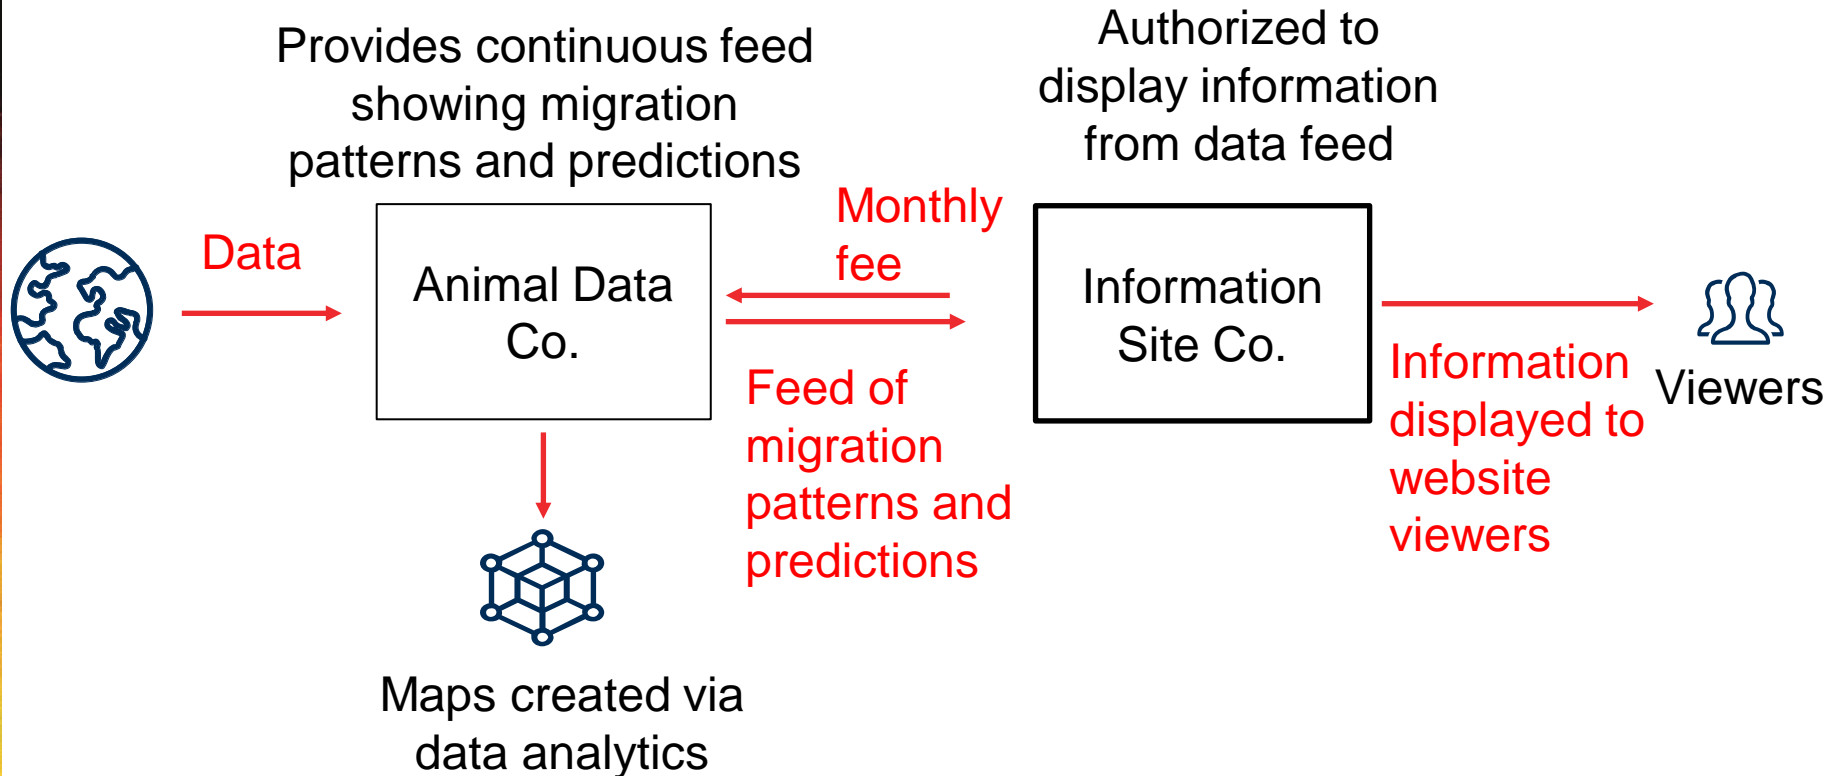 Provides continuous feed
showing migration
patterns and predictions
Authorized to
display information
from data feed
Data
Animal Data
Co.
Monthly
fee
Information
Site Co.
Feed of
migration
patterns and
predictions
Information
displayed to
website
viewers
Viewers
Maps created via
data analytics